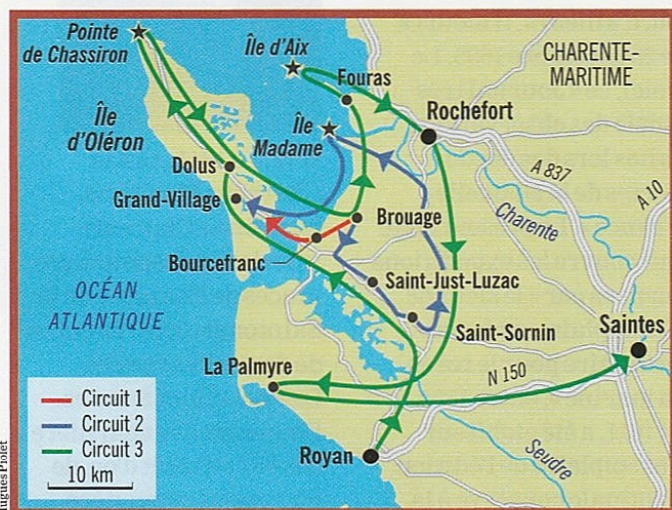 Pointe
de Chassiron
Île d'Aix
CHARENTE-
MARITIME
Fouras
Île
d'Oléron
Île
Madame
Rochefort
Dolus
A 837
A 10
Grand-Village
Brouage
Charente
Bourcefranc
Saint-Just-Luzac
OCÉAN
ATLANTIQUE
Saint-Sornin
Saintes
La Palmyre
N 150
Circuit 1
Circuit 2
Circuit 3
10 km
Royan
Seudre
Hugues Piolet